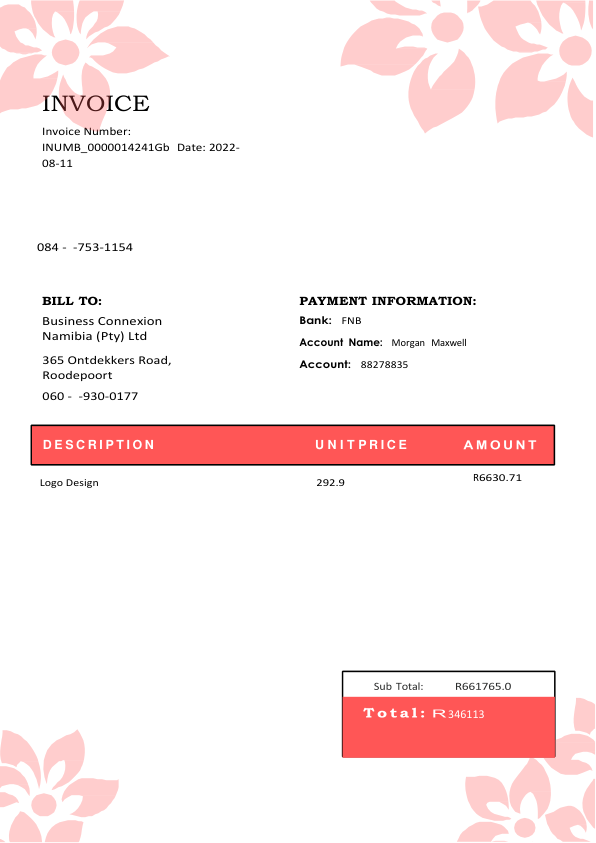 INVOICE
Invoice Number:
INUMB_0000014241Gb Date: 2022-
08-11
084 - -753-1154
BILL TO:
Business Connexion
Namibia (Pty) Ltd
365 Ontdekkers Road,
Roodepoort
060 - -930-0177
PAYMENT INFORMATION:
Bank: FNB
Account Name: Morgan Maxwell
Account: 88278835
DESCRIPTION UNITPRICE AMOUNT
Logo Design 292.9 R6630.71
Sub Total: R661765.0
Total: R346113